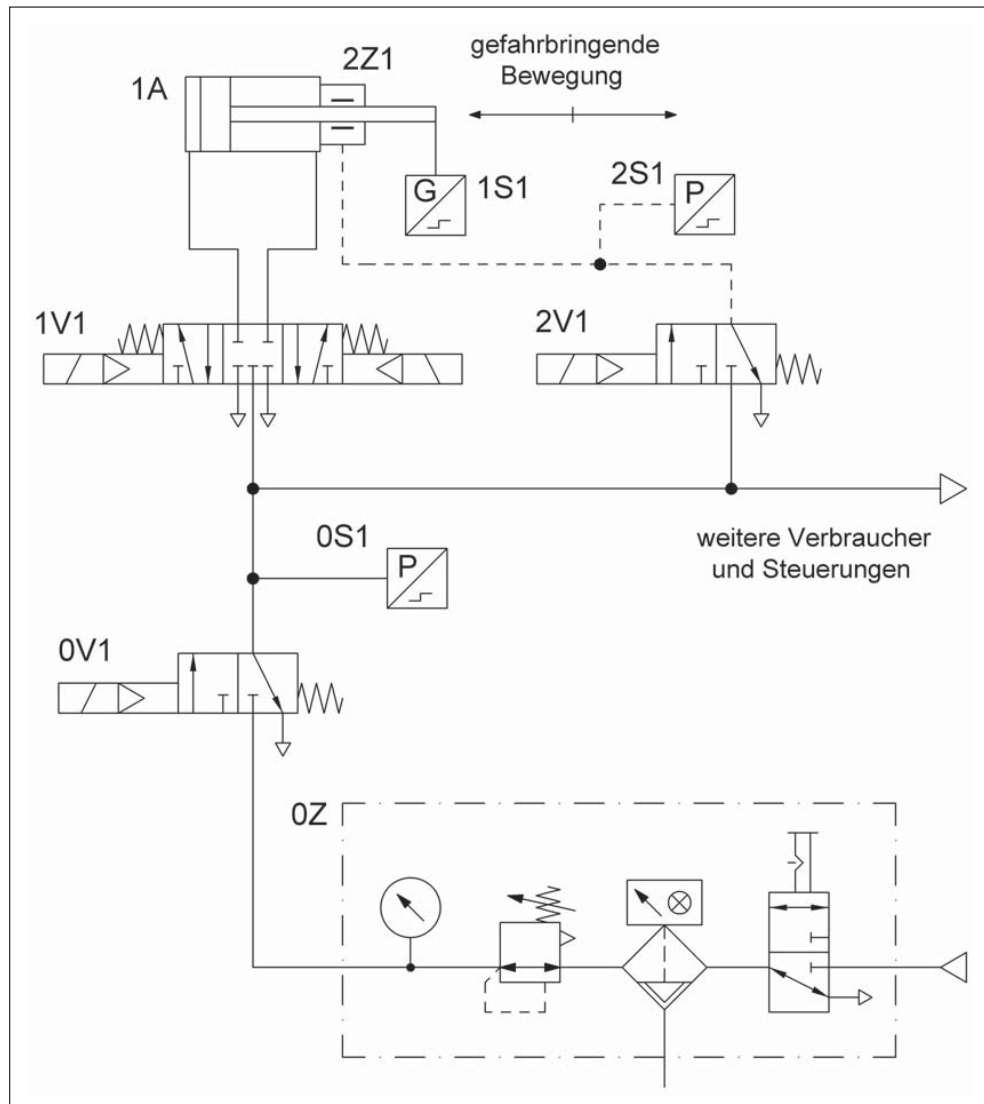 gefahrbringende
Bewegung
2Z1
1A
G
1S1
2S1
P
1V1
2V1
0S1
P
weitere Verbraucher
und Steuerungen
0V1
0Z